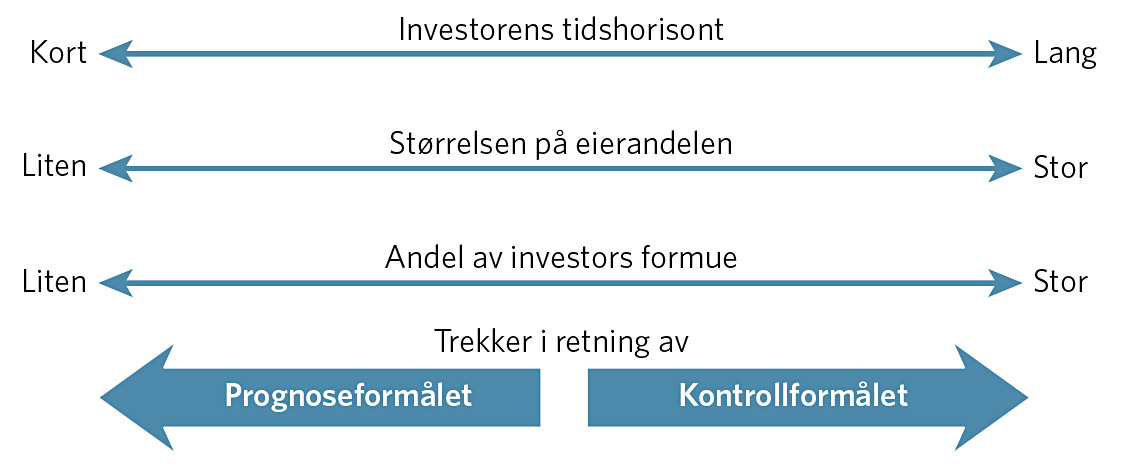 Investorens tidshorisont
Kort
Lang
Størrelsen på eierandelen
Liten
Stor
Andel av investors formue
Liten
Stor
Trekker i retning av
Prognoseformålet
Kontrollformålet